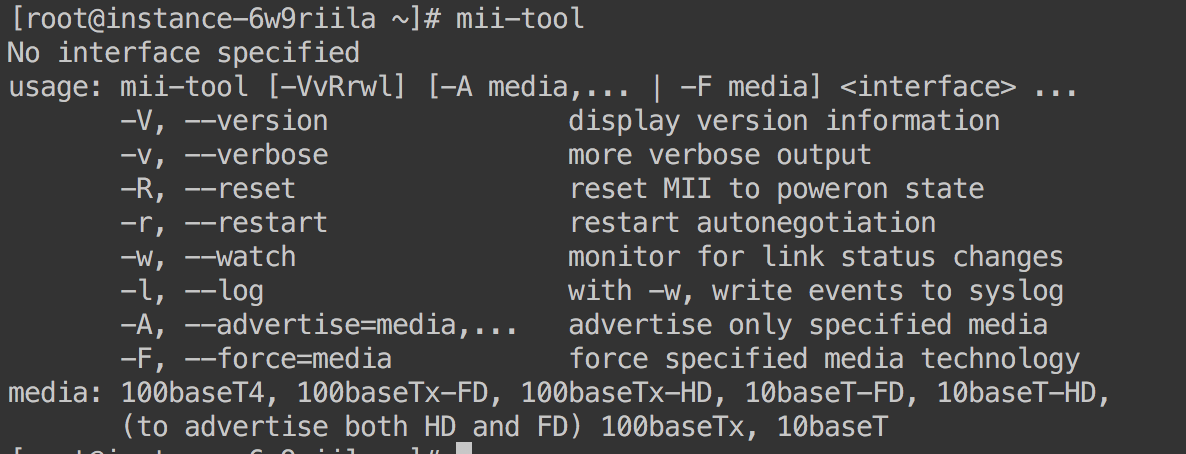 [root@instance-6w9riila ~]# mii-tool
No interface specified
usage: mii-tool [-VvRrwl] [-A media,... | -F media] <interface> ...
-V, --version display version information
-v, --verbose more verbose output
-R, --reset reset MII to poweron state
-r, --restart restart autonegotiation
-w, --watch monitor for link status changes
-l, --log with -w, write events to syslog
-A, --advertise=media,... advertise only specified media
-F, --force=media force specified media technology
media: 100baseT4, 100baseTx-FD, 100baseTx-HD, 10baseT-FD, 10baseT-HD,
(to advertise both HD and FD) 100baseTx, 10baseT
[root@instance-6w9riila ~]#